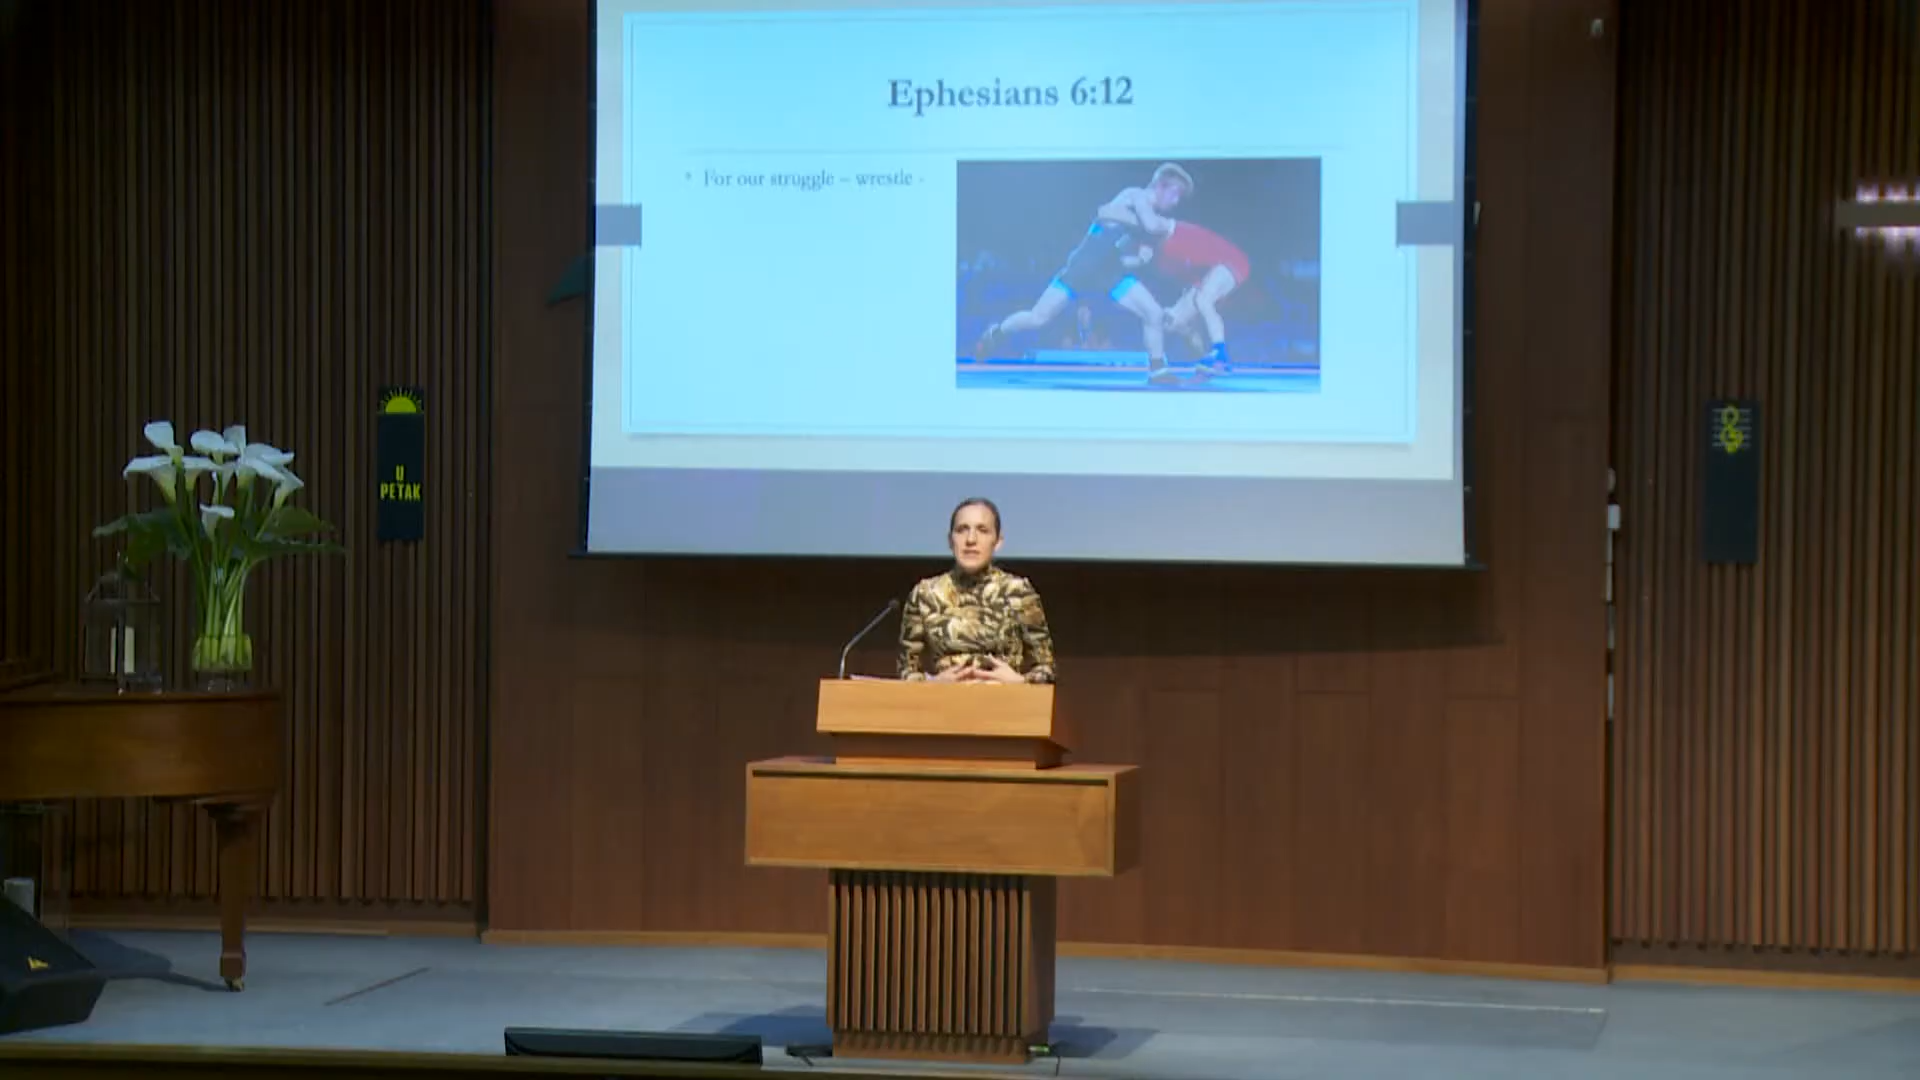 Ephesians 6:12
• For our struggle – wrestle -
U
PETAK